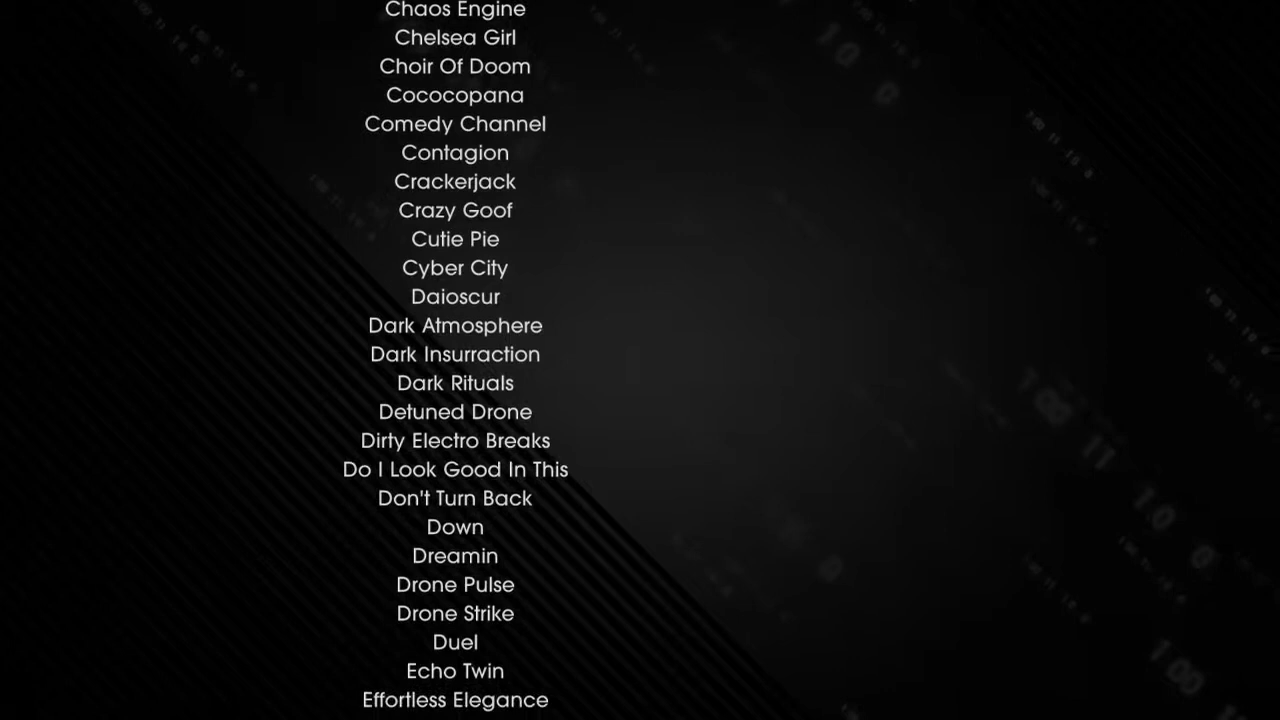 Chaos Engine
Chelsea Girl
Choir Of Doom
Cococopana
Comedy Channel
Contagion
Crackerjack
Crazy Goof
Cutie Pie
Cyber City
Daioscur
Dark Atmosphere
Dark Insurraction
Dark Rituals
Detuned Drone
Dirty Electro Breaks
Do I Look Good In This
Don't Turn Back
Down
Dreamin
Drone Pulse
Drone Strike
Duel
Echo Twin
Effortless Elegance